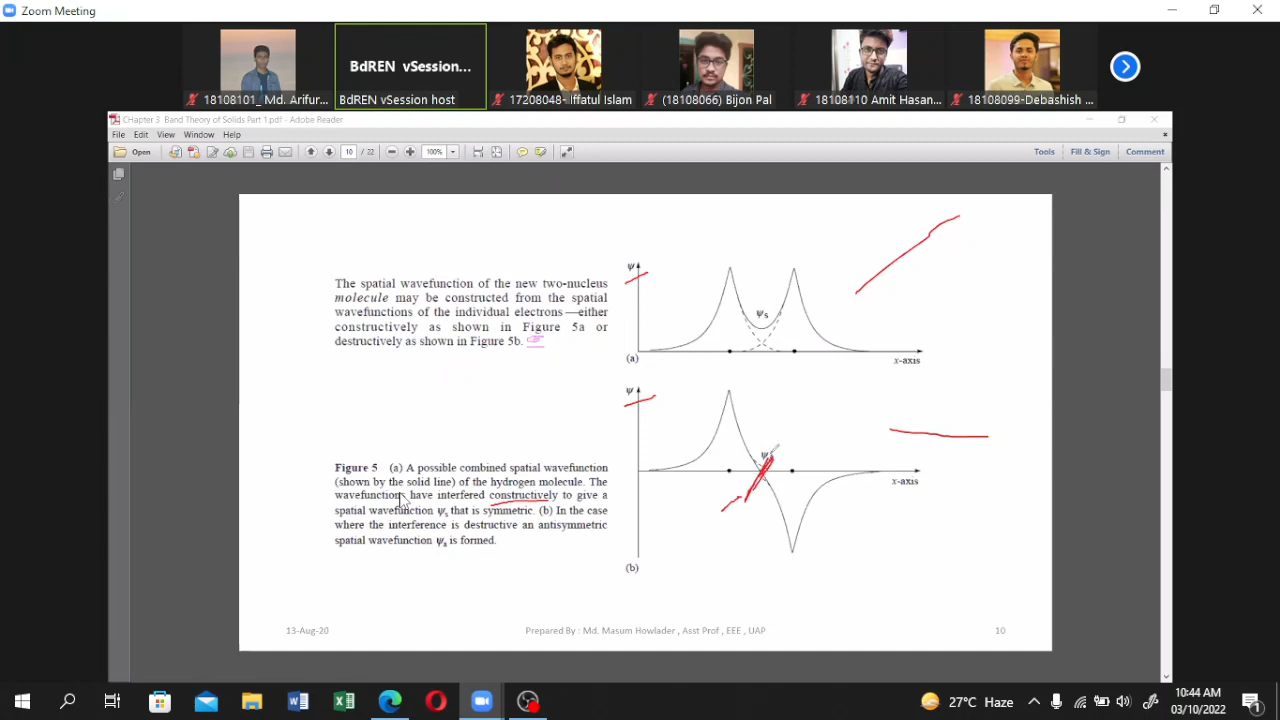 Zoom Meeting
BdREN vSession...
18108101_ Md. Arifur...
BdREN vSession host
17208048- Iffatul Islam
(18108066) Bijon Pal
18108110 Amit Hasan...
18108099-Debashish ...
CHapter 3 Band Theory of Solids Part 1.pdf - Adobe Reader
File Edit View Window Help
Open 10 / 22 100% Tools Fill & Sign Comment
The spatial wavefunction of the new two-nucleus
molecule may be constructed from the spatial
wavefunctions of the individual electrons—either
constructively as shown in Figure 5a or
destructively as shown in Figure 5b.
ψ
ψs
(a)
x-axis
Figure 5 (a) A possible combined spatial wavefunction
(shown by the solid line) of the hydrogen molecule. The
wavefunction have interfered constructively to give a
spatial wavefunction ψs that is symmetric. (b) In the case
where the interference is destructive an antisymmetric
spatial wavefunction ψa is formed.
ψ
ψ
x-axis
(b)
13-Aug-20
Prepared By : Md. Masum Howlader , Asst Prof , EEE , UAP
10
27°C Haze
10:44 AM
03/10/2022
1